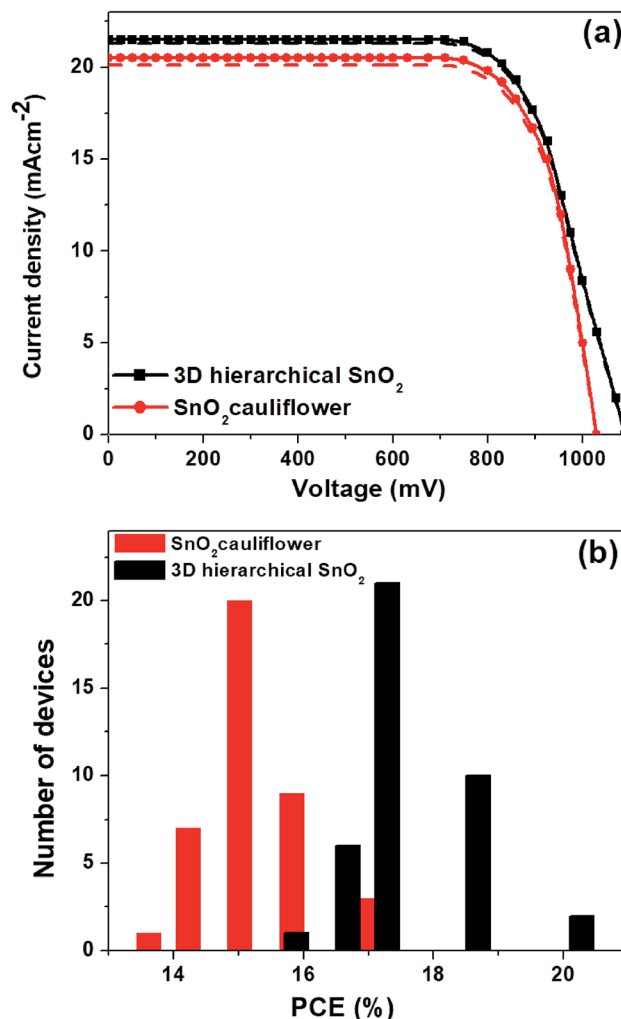 (a)
20
15
10
5
0
Current density (mAcm⁻²)
3D hierarchical SnO₂
SnO₂cauliflower
0 200 400 600 800 1000
Voltage (mV)
(b)
SnO₂cauliflower
3D hierarchical SnO₂
20
15
10
5
0
Number of devices
14 16 18 20
PCE (%)